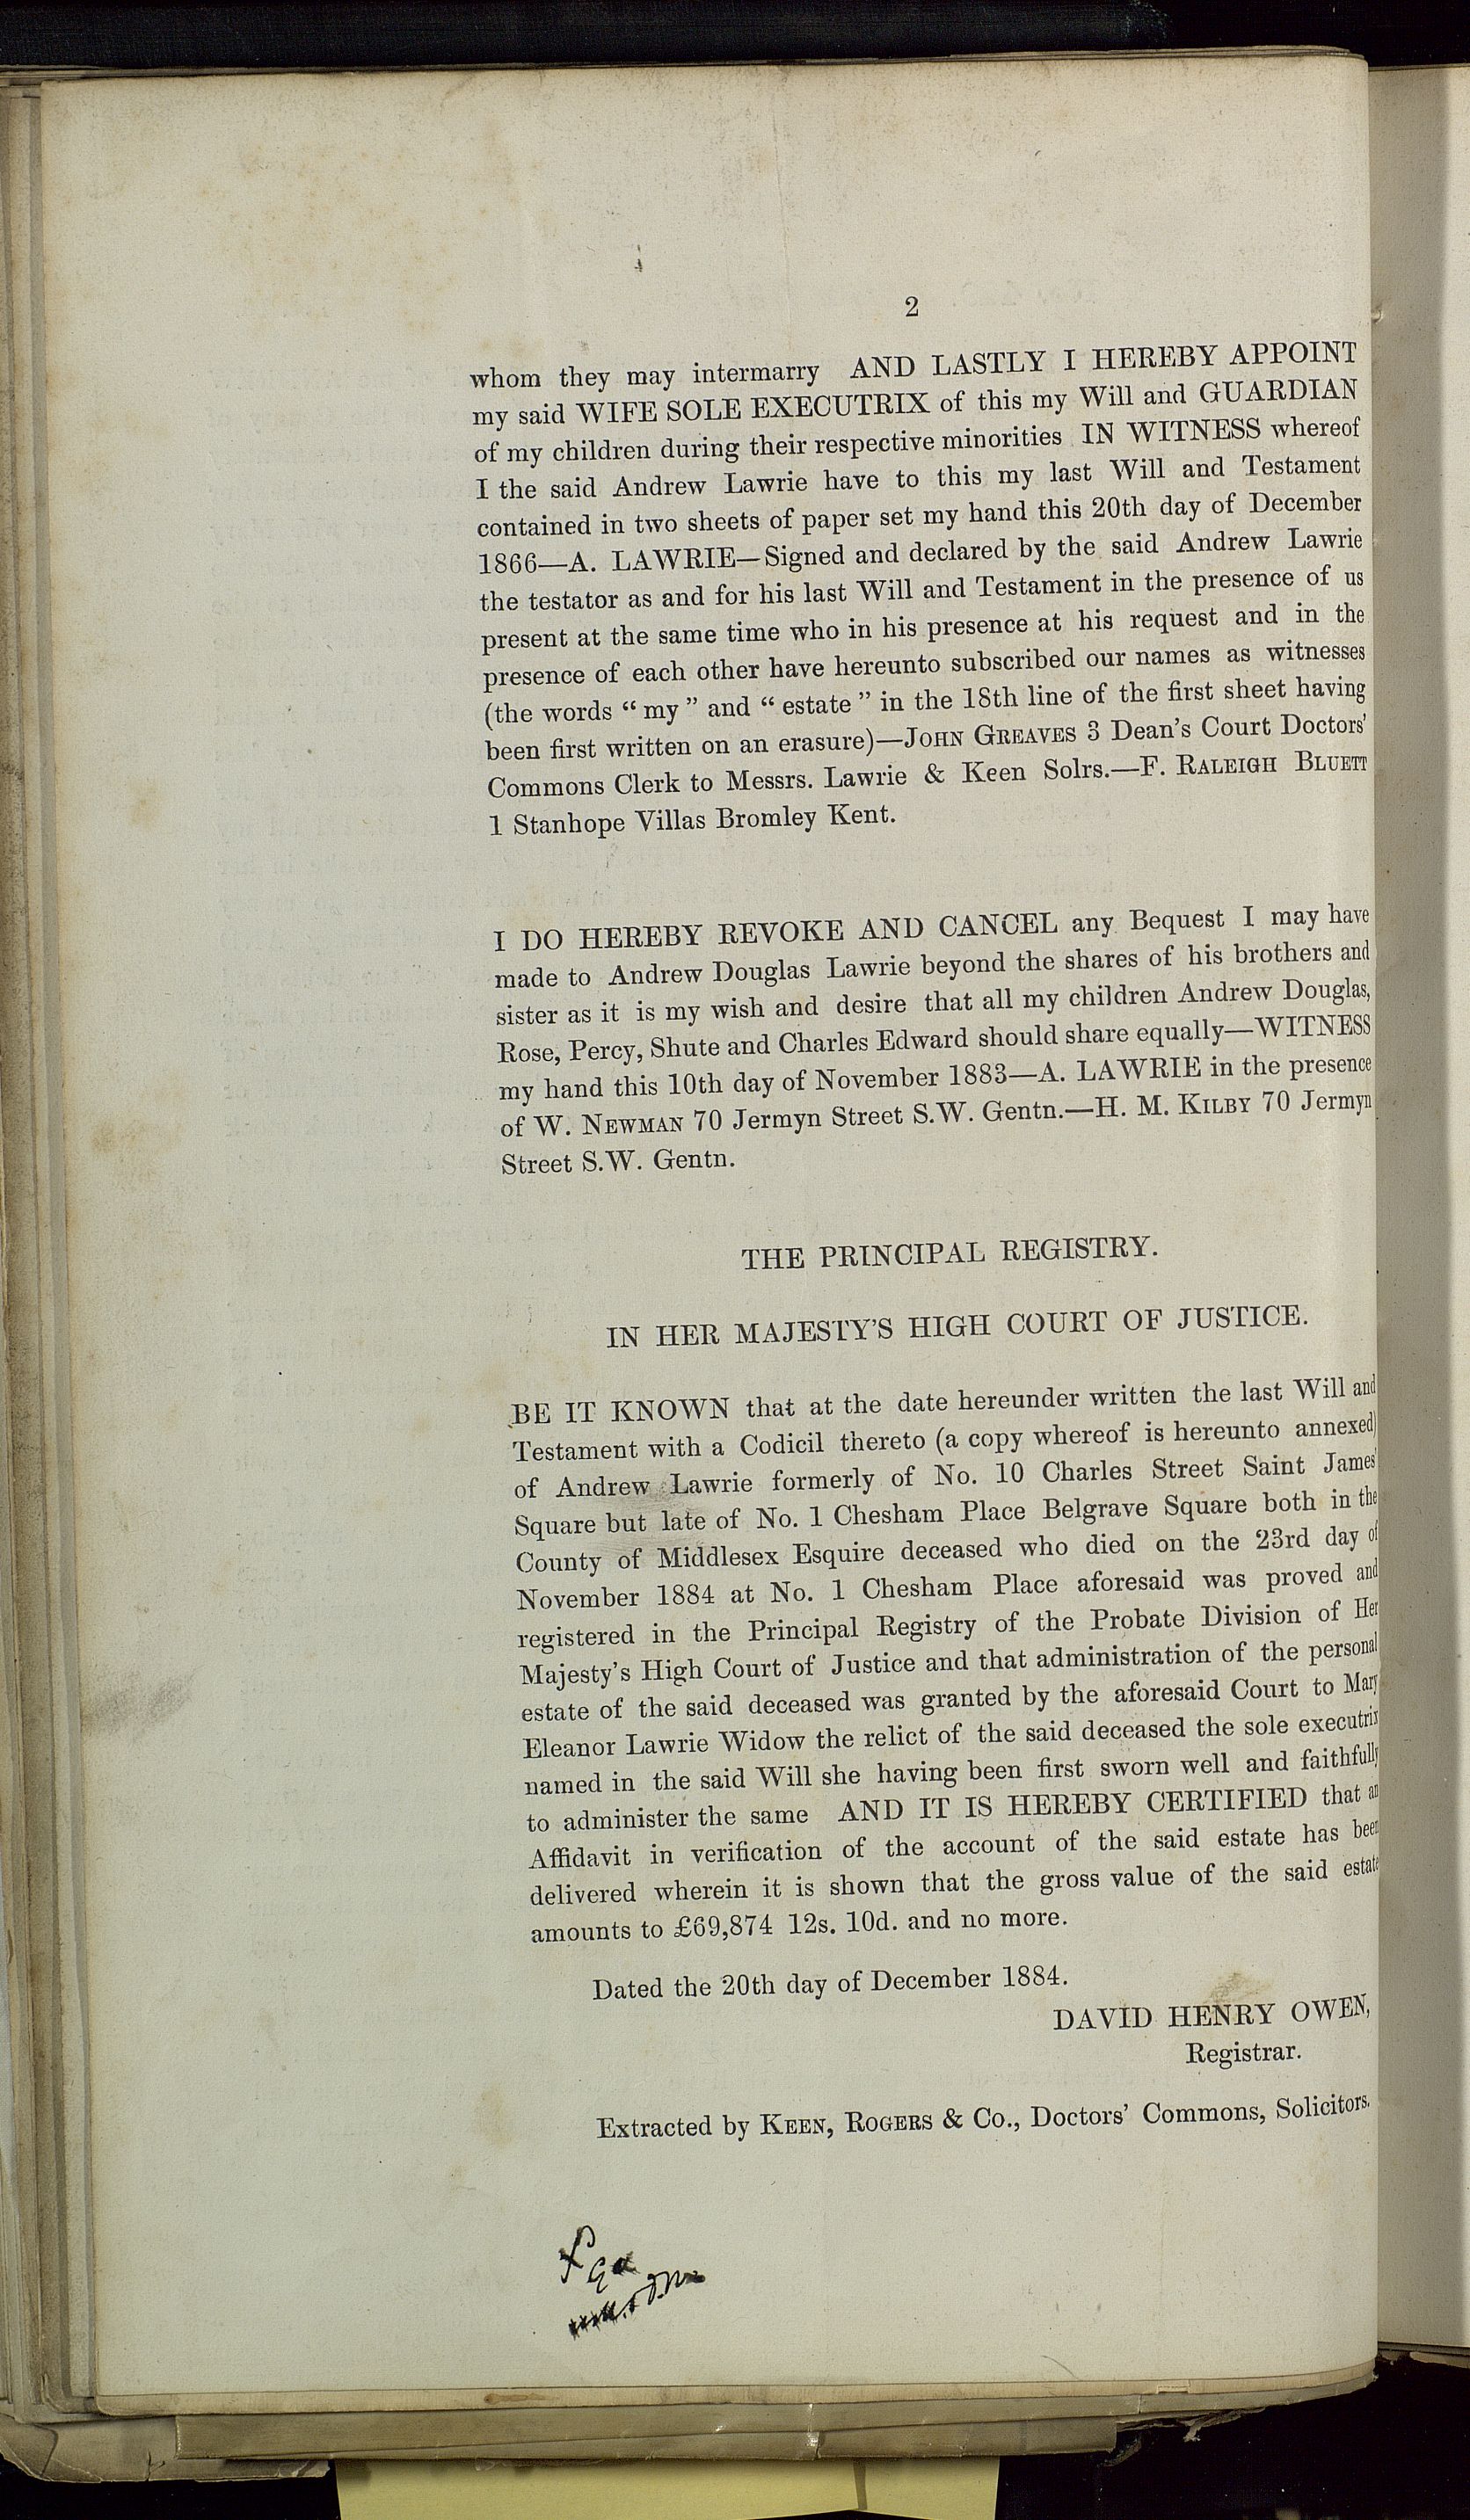 2
whom they may intermarry AND LASTLY I HEREBY APPOINT
my said WIFE SOLE EXECUTRIX of this my Will and GUARDIAN
of my children during their respective minorities IN WITNESS whereof
I the said Andrew Lawrie have to this my last Will and Testament
contained in two sheets of paper set my hand this 20th day of December
1866—A. LAWRIE—Signed and declared by the said Andrew Lawrie
the testator as and for his last Will and Testament in the presence of us
present at the same time who in his presence at his request and in the
presence of each other have hereunto subscribed our names as witnesses
(the words “ my ” and “ estate ” in the 18th line of the first sheet having
been first written on an erasure)—JOHN GREAVES 3 Dean’s Court Doctors’
Commons Clerk to Messrs. Lawrie & Keen Solrs.—F. RALEIGH BLUETT
1 Stanhope Villas Bromley Kent.
I DO HEREBY REVOKE AND CANCEL any Bequest I may have
made to Andrew Douglas Lawrie beyond the shares of his brothers and
sister as it is my wish and desire that all my children Andrew Douglas,
Rose, Percy, Shute and Charles Edward should share equally—WITNESS
my hand this 10th day of November 1883—A. LAWRIE in the presence
of W. NEWMAN 70 Jermyn Street S.W. Gentn.—H. M. KILBY 70 Jermyn
Street S.W. Gentn.
THE PRINCIPAL REGISTRY.
IN HER MAJESTY’S HIGH COURT OF JUSTICE.
BE IT KNOWN that at the date hereunder written the last Will and
Testament with a Codicil thereto (a copy whereof is hereunto annexed)
of Andrew Lawrie formerly of No. 10 Charles Street Saint James’
Square but late of No. 1 Chesham Place Belgrave Square both in the
County of Middlesex Esquire deceased who died on the 23rd day of
November 1884 at No. 1 Chesham Place aforesaid was proved and
registered in the Principal Registry of the Probate Division of Her
Majesty’s High Court of Justice and that administration of the personal
estate of the said deceased was granted by the aforesaid Court to Mary
Eleanor Lawrie Widow the relict of the said deceased the sole executrix
named in the said Will she having been first sworn well and faithfully
to administer the same AND IT IS HEREBY CERTIFIED that an
Affidavit in verification of the account of the said estate has been
delivered wherein it is shown that the gross value of the said estate
amounts to £69,874 12s. 10d. and no more.
Dated the 20th day of December 1884.
DAVID HENRY OWEN,
Registrar.
Extracted by KEEN, ROGERS & Co., Doctors’ Commons, Solicitors.